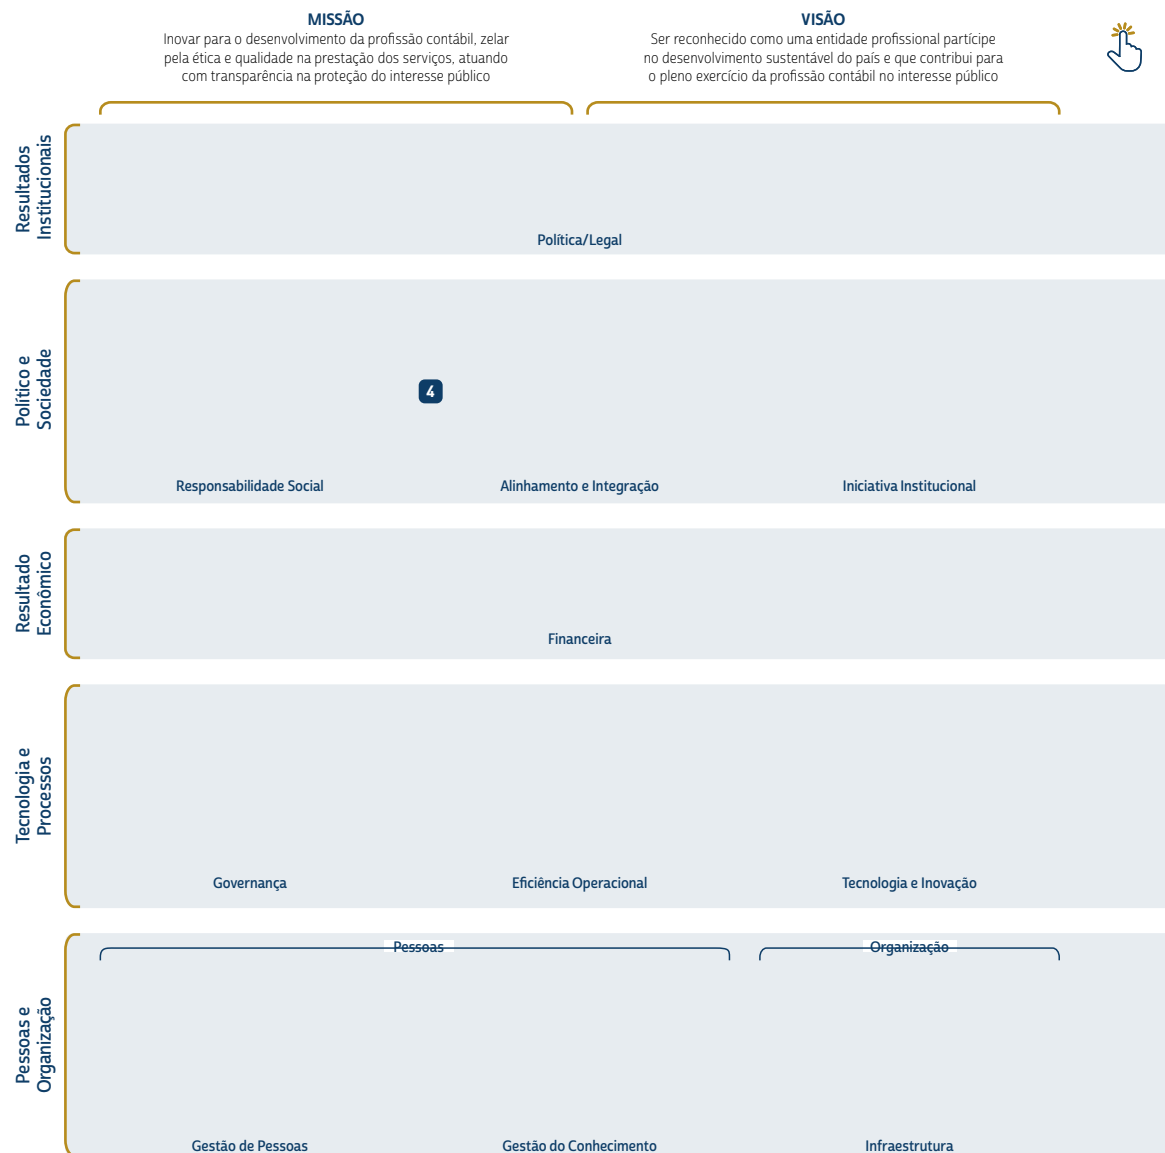 MISSÃO
Inovar para o desenvolvimento da profissão contábil, zelar
pela ética e qualidade na prestação dos serviços, atuando
com transparência na proteção do interesse público
VISÃO
Ser reconhecido como uma entidade profissional partícipe
no desenvolvimento sustentável do país e que contribui para
o pleno exercício da profissão contábil no interesse público
Resultados
Institucionais
Política/Legal
Político e
Sociedade
4
Responsabilidade Social
Alinhamento e Integração
Iniciativa Institucional
Resultado
Econômico
Financeira
Tecnologia e
Processos
Governança
Eficiência Operacional
Tecnologia e Inovação
Pessoas e
Organização
Pessoas
Organização
Gestão de Pessoas
Gestão do Conhecimento
Infraestrutura